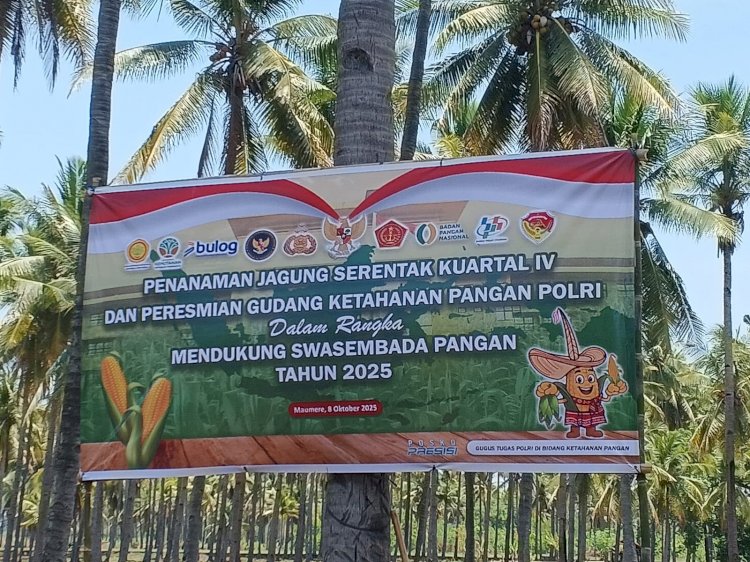 bulog
BADAN
PANGAN
NASIONAL
PENANAMAN JAGUNG SERENTAK KUARTAL IV
DAN PERESMIAN GUDANG KETAHANAN PANGAN POLRI
Dalam Rangka
MENDUKUNG SWASEMBADA PANGAN
TAHUN 2025
Maumere, 8 Oktober 2025
POSKO
PRESISI
GUGUS TUGAS POLRI DI BIDANG KETAHANAN PANGAN